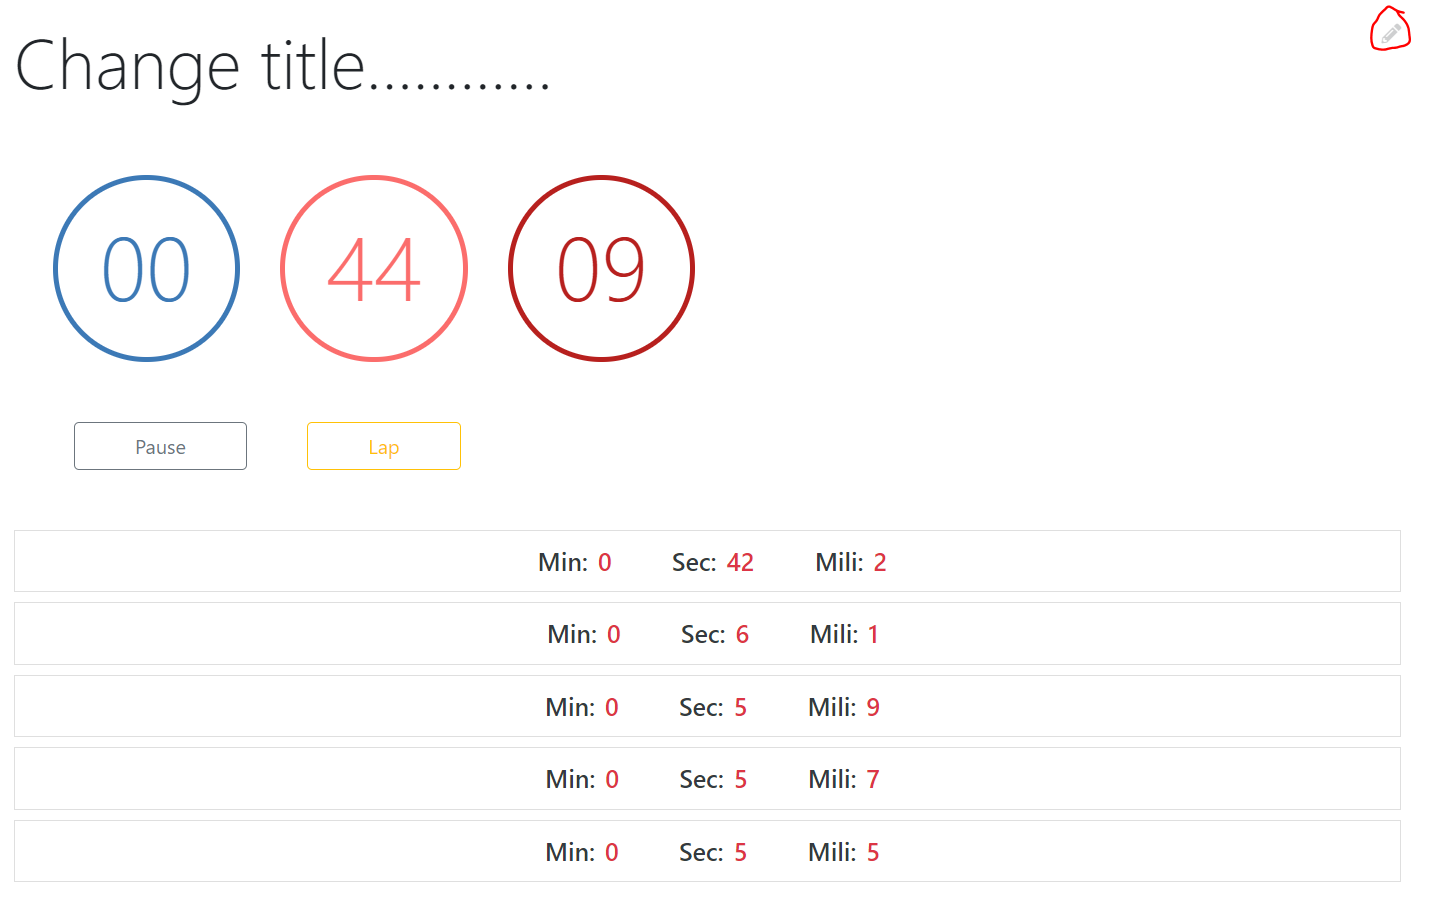 Change title............
00 44 09
Pause Lap
Min: 0 Sec: 42 Mili: 2
Min: 0 Sec: 6 Mili: 1
Min: 0 Sec: 5 Mili: 9
Min: 0 Sec: 5 Mili: 7
Min: 0 Sec: 5 Mili: 5